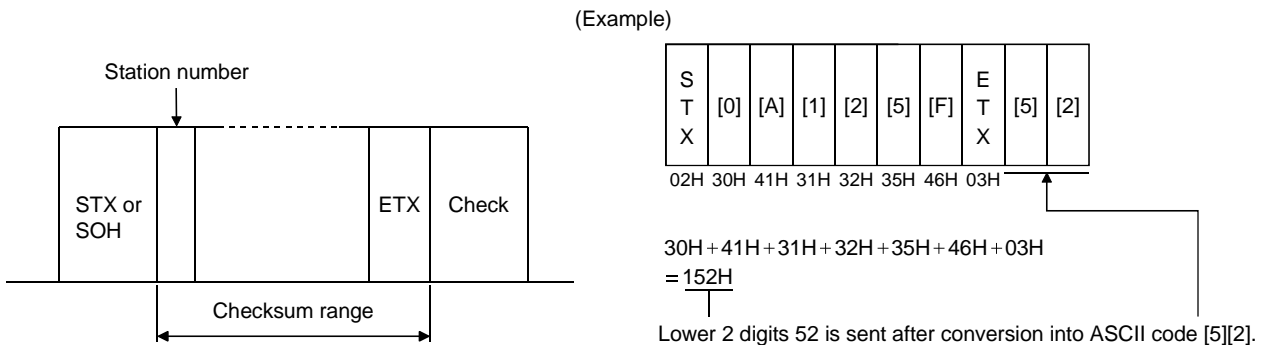 (Example)
Station number
STX or
SOH
ETX
Check
Checksum range
STX [0] [A] [1] [2] [5] [F] ETX [5] [2]
02H 30H 41H 31H 32H 35H 46H 03H
30H+41H+31H+32H+35H+46H+03H
=152H
Lower 2 digits 52 is sent after conversion into ASCII code [5][2].